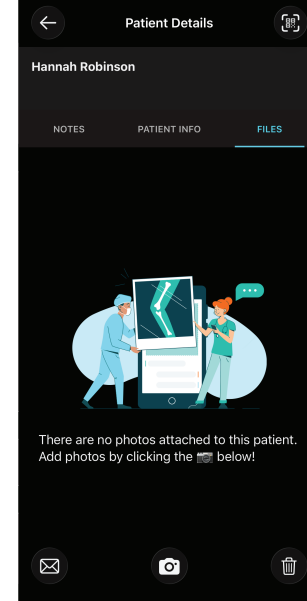 Patient Details
Hannah Robinson
NOTES PATIENT INFO FILES
There are no photos attached to this patient.
Add photos by clicking the 📷 below!